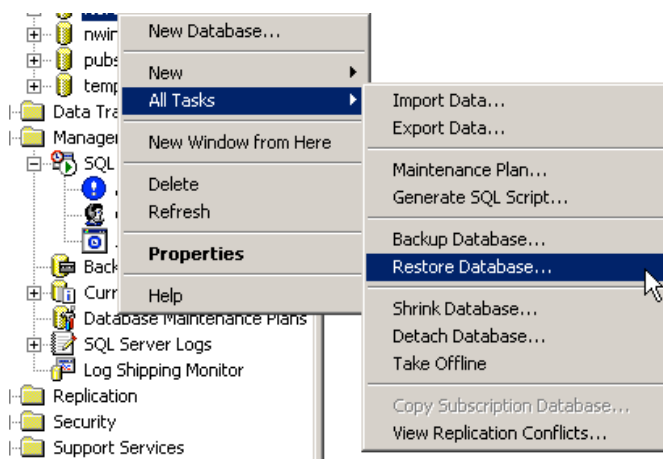 nwin
pubs
temp
Data Tra
Manager
SQL
Back
Curr
Database Maintenance Plans
SQL Server Logs
Log Shipping Monitor
Replication
Security
Support Services
New Database...
New
All Tasks
New Window from Here
Delete
Refresh
Properties
Help
Import Data...
Export Data...
Maintenance Plan...
Generate SQL Script...
Backup Database...
Restore Database...
Shrink Database...
Detach Database...
Take Offline
Copy Subscription Database...
View Replication Conflicts...